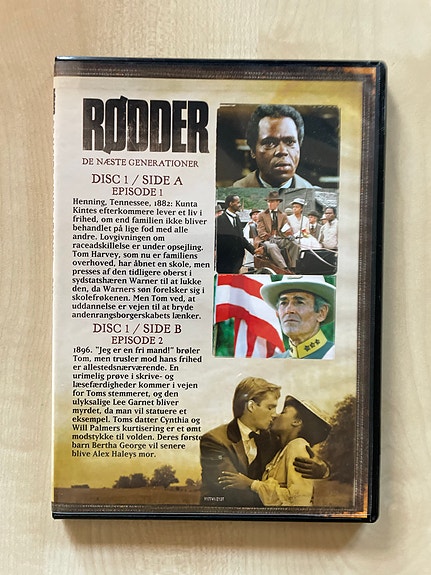 RØDDER
DE NÆSTE GENERATIONER
DISC 1 / SIDE A
EPISODE 1
Henning, Tennessee, 1882: Kunta
Kintes efterkommere lever et liv i
frihed, om end familien ikke bliver
behandlet på lige fod med alle
andre. Lovgivningen om
raceadskillelse er under opsejling.
Tom Harvey, som nu er familiens
overhoved, har åbnet en skole, men
presses af den tidligere oberst i
sydstatshæren Warner til at lukke
den, da Warners søn forelsker sig i
skolefrøkenen. Men Tom ved, at
uddannelse er vejen til at bryde
andenrangsborgerskabets lænker.
DISC 1 / SIDE B
EPISODE 2
1896. "Jeg er en fri mand!" brøler
Tom, men trusler mod hans frihed
er allestedsnærværende. En
urimelig prøve i skrive- og
læsefærdigheder kommer i vejen
for Toms stemmeret, og den
ulyksalige Lee Garnet bliver
myrdet, da man vil statuere et
eksempel. Toms datter Cynthia og
Will Palmers kurtisering er et ømt
modstykke til volden. Deres første
barn Bertha George vil senere
blive Alex Haleys mor.